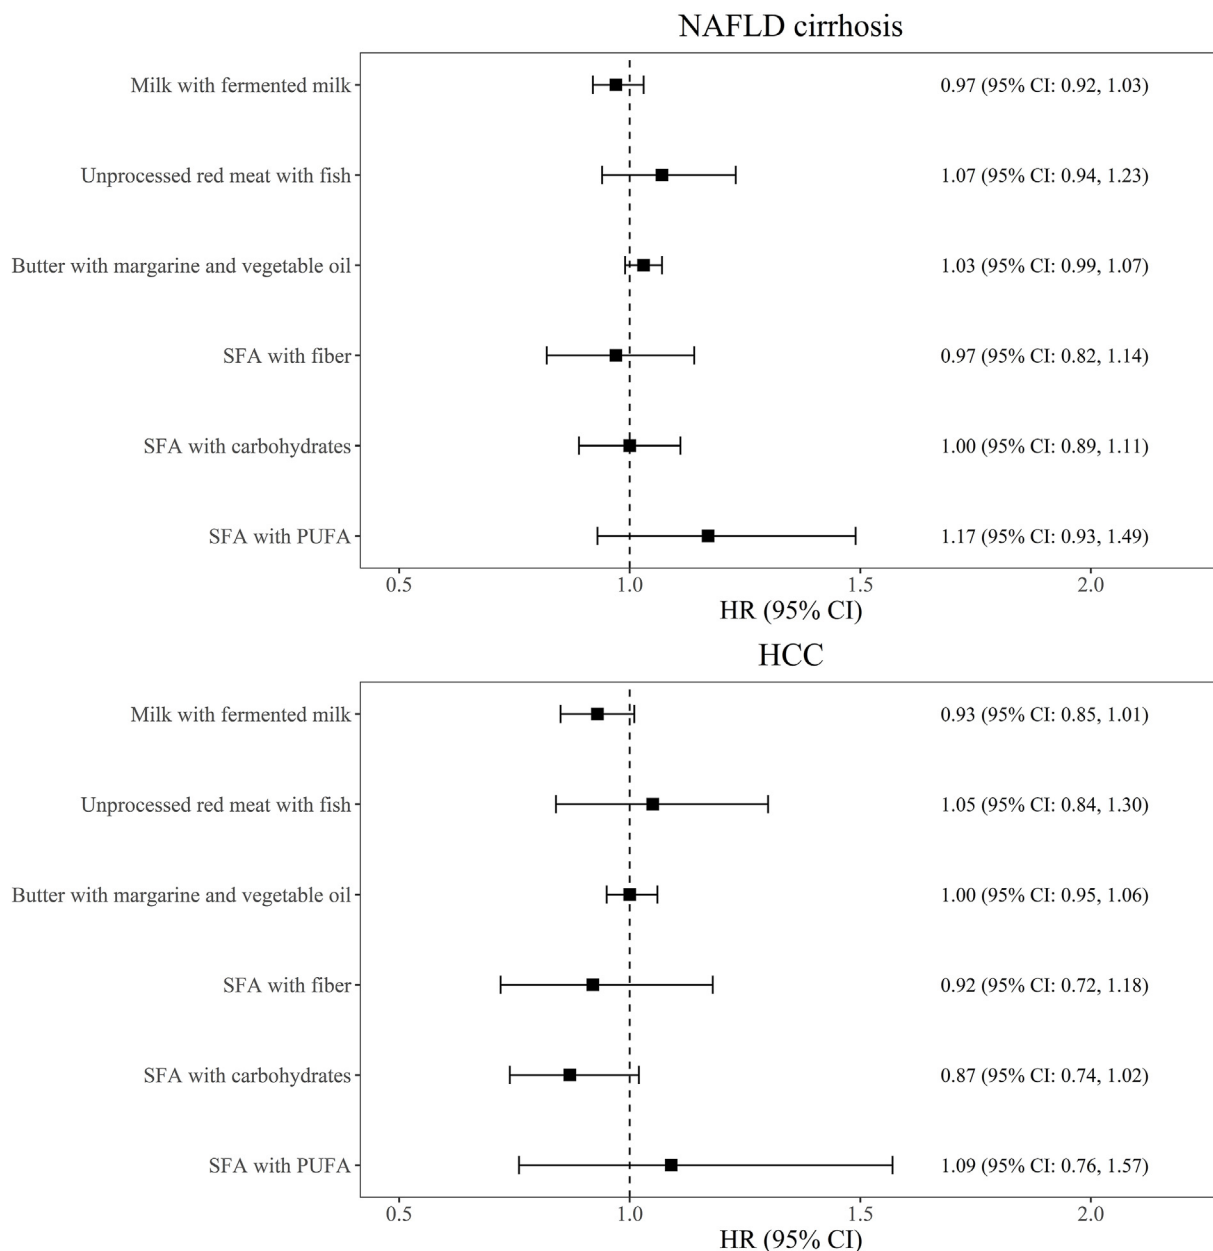 NAFLD cirrhosis
Milk with fermented milk 0.97 (95% CI: 0.92, 1.03)
Unprocessed red meat with fish 1.07 (95% CI: 0.94, 1.23)
Butter with margarine and vegetable oil 1.03 (95% CI: 0.99, 1.07)
SFA with fiber 0.97 (95% CI: 0.82, 1.14)
SFA with carbohydrates 1.00 (95% CI: 0.89, 1.11)
SFA with PUFA 1.17 (95% CI: 0.93, 1.49)
0.5 1.0 1.5 2.0
HR (95% CI)
HCC
Milk with fermented milk 0.93 (95% CI: 0.85, 1.01)
Unprocessed red meat with fish 1.05 (95% CI: 0.84, 1.30)
Butter with margarine and vegetable oil 1.00 (95% CI: 0.95, 1.06)
SFA with fiber 0.92 (95% CI: 0.72, 1.18)
SFA with carbohydrates 0.87 (95% CI: 0.74, 1.02)
SFA with PUFA 1.09 (95% CI: 0.76, 1.57)
0.5 1.0 1.5 2.0
HR (95% CI)